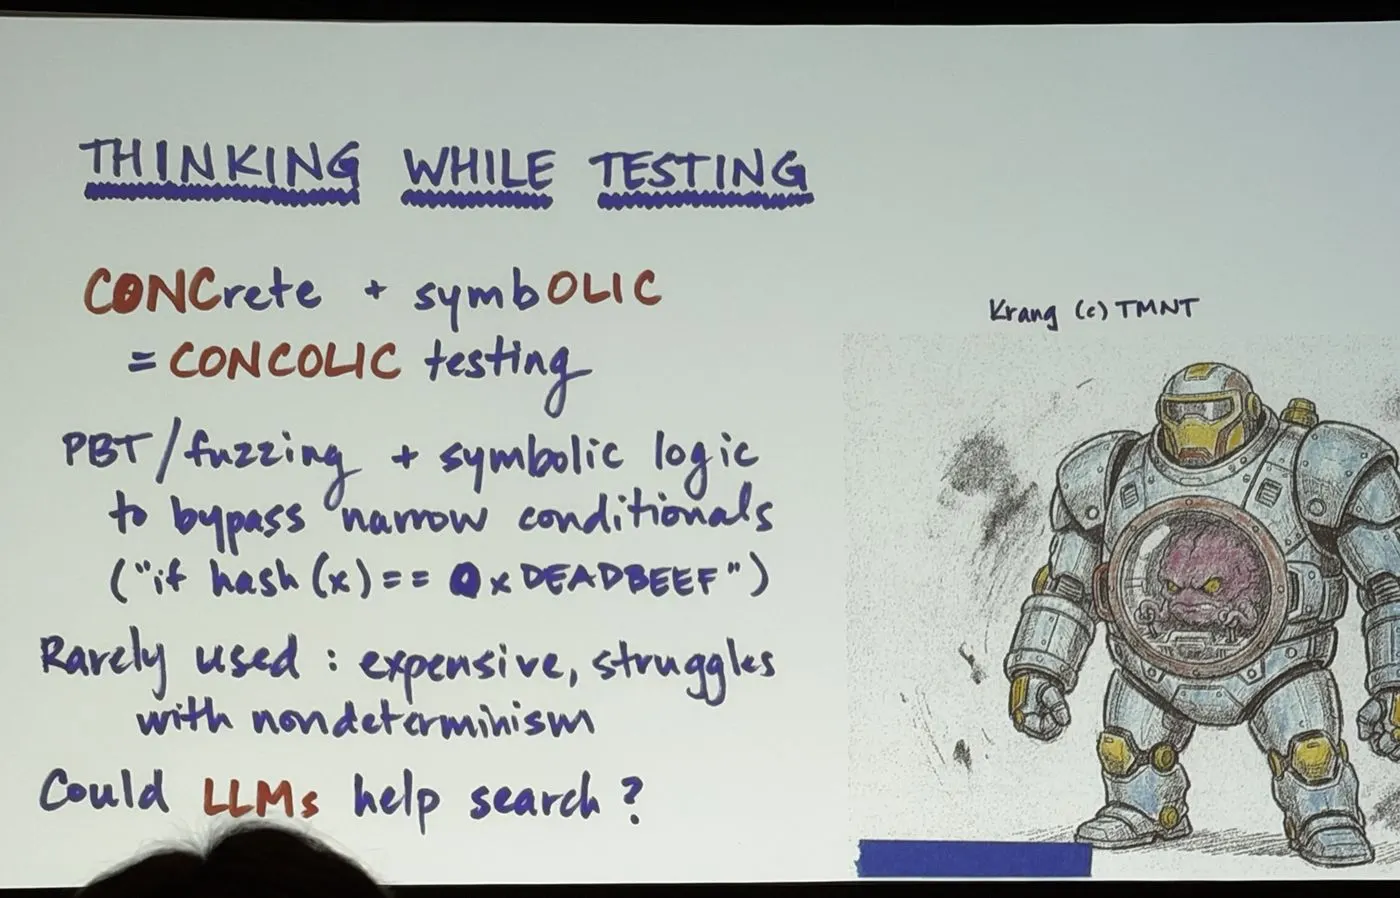 THINKING WHILE TESTING
CONCrete + symbOLIC
= CONCOLIC testing
PBT/fuzzing + symbolic logic
to bypass narrow conditionals
("if hash(x) == 0xDEADBEEF")
Rarely used: expensive, struggles
with nondeterminism
Could LLMs help search?
Krang (c) TMNT